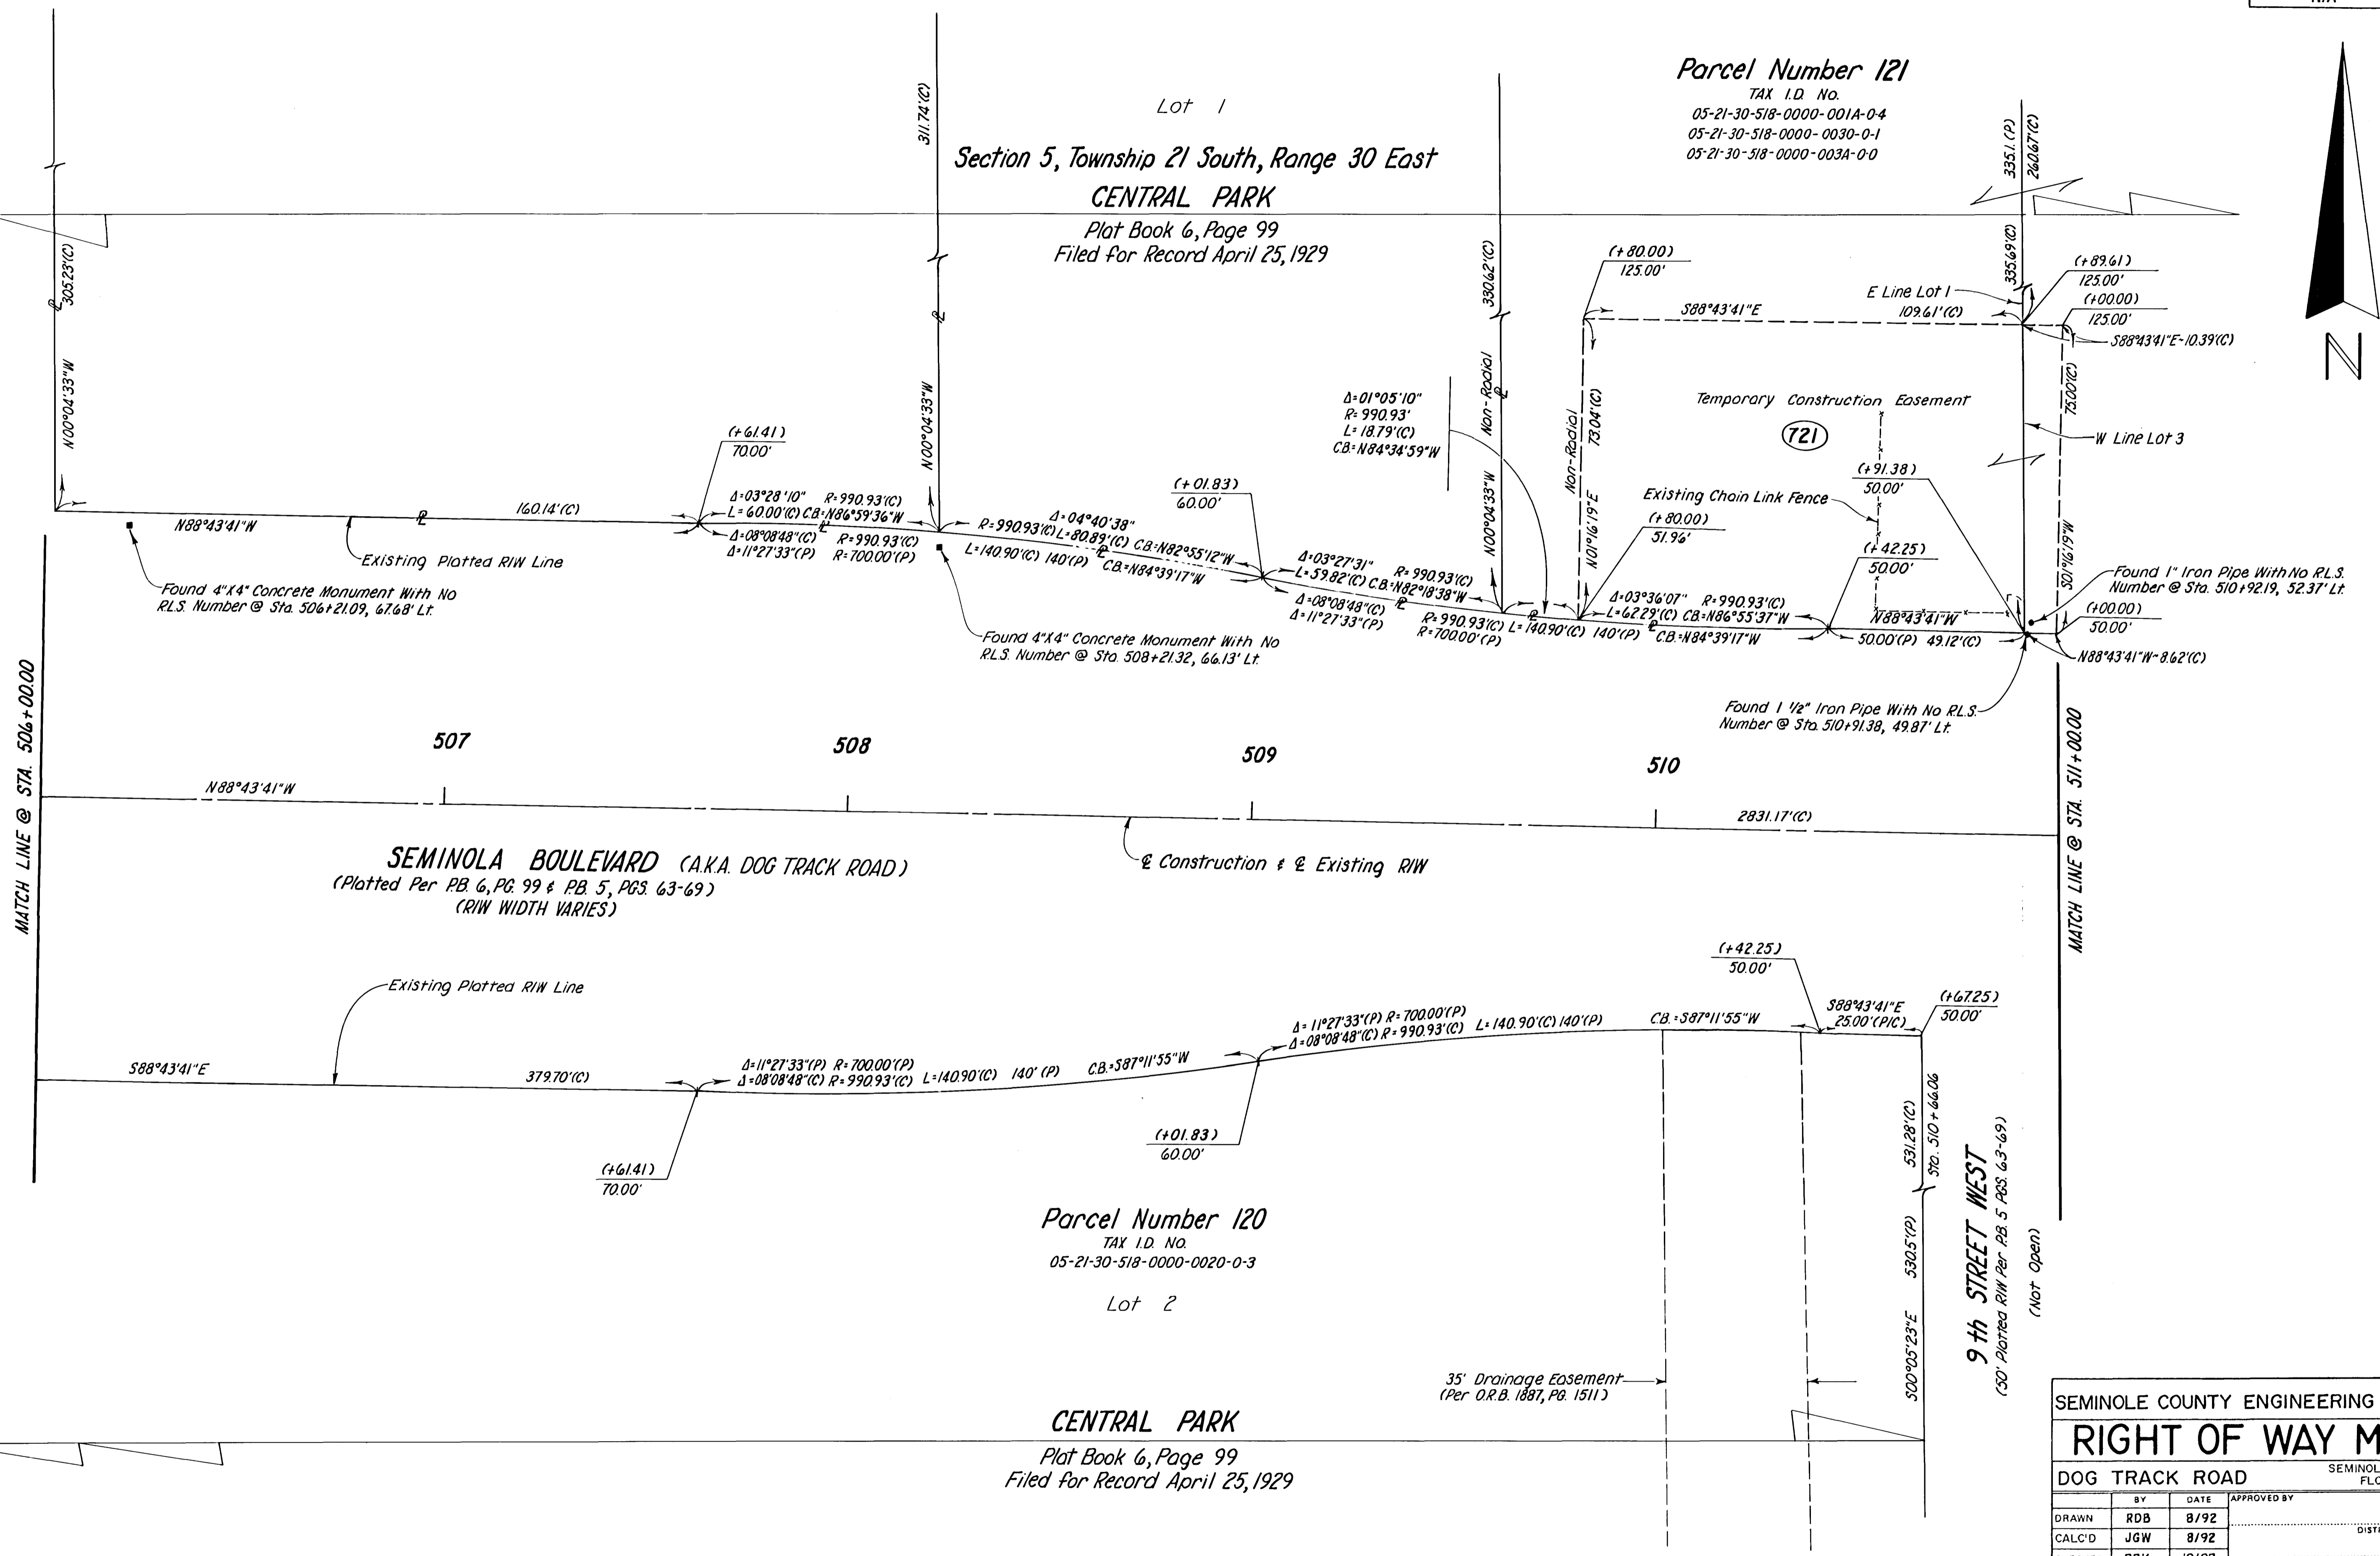 N/A
Parcel Number 121
TAX I.D. No.
05-21-30-518-0000-001A-0-4
05-21-30-518-0000-0030-0-1
05-21-30-518-0000-003A-0-0
Lot 1
Section 5, Township 21 South, Range 30 East
CENTRAL PARK
Plat Book 6, Page 99
Filed for Record April 25, 1929
305.23'(C)
N00°04'33"W
311.74'(C)
N00°04'33"W
330.62'(C)
Non-Radial
N00°04'33"W
335.1.(P)
260.67'(C)
335.69'(C)
(+80.00)
125.00'
E Line Lot 1
S88°43'41"E
109.61'(C)
(+89.61)
125.00'
(+00.00)
125.00'
S88°43'41"E~10.39'(C)
N
Non-Radial
73.04'(C)
N01°16'19"E
Temporary Construction Easement
721
75.00'(C)
S01°16'19"W
W Line Lot 3
Existing Chain Link Fence
(+91.38)
50.00'
(+80.00)
51.96'
(+42.25)
50.00'
Δ=01°05'10"
R=990.93'
L=18.79'(C)
C.B.=N84°34'59"W
(+61.41)
70.00'
(+01.83)
60.00'
N88°43'41"W
160.14'(C)
Existing Platted R/W Line
Found 4"X4" Concrete Monument With No
R.L.S. Number @ Sta. 506+21.09, 67.68' Lt.
Δ=03°28'10" R=990.93'(C)
L=60.00'(C) C.B.=N86°59'36"W
Δ=08°08'48"(C) R=990.93'(C)
Δ=11°27'33"(P) R=700.00'(P)
Δ=04°40'38"
R=990.93'(C) L=80.89'(C) C.B.=N82°55'12"W
L=140.90'(C) 140'(P) C.B.=N84°39'17"W
Found 4"X4" Concrete Monument With No
R.L.S. Number @ Sta. 508+21.32, 66.13' Lt.
Δ=03°27'31" R=990.93'(C)
L=59.82'(C) C.B.=N82°18'38"W
Δ=08°08'48"(C) R=990.93'(C) L=140.90'(C) 140'(P) C.B.=N84°39'17"W
Δ=11°27'33"(P) R=700.00'(P)
Δ=03°36'07" R=990.93'(C)
L=62.29'(C) C.B.=N86°55'37"W
N88°43'41"W
50.00'(P) 49.12'(C)
Found 1" Iron Pipe With No R.L.S.
Number @ Sta. 510+92.19, 52.37' Lt.
(+00.00)
50.00'
N88°43'41"W~8.62'(C)
Found 1 1/2" Iron Pipe With No R.L.S.
Number @ Sta. 510+91.38, 49.87' Lt.
MATCH LINE @ STA. 506+00.00
MATCH LINE @ STA. 511+00.00
507
508
509
510
N88°43'41"W
2831.17'(C)
SEMINOLA BOULEVARD (A.K.A. DOG TRACK ROAD)
(Platted Per P.B. 6, PG. 99 & P.B. 5, PGS. 63-69)
(R/W WIDTH VARIES)
℄ Construction & ℄ Existing R/W
Existing Platted R/W Line
S88°43'41"E
379.70'(C)
(+61.41)
70.00'
Δ=11°27'33"(P) R=700.00'(P)
Δ=08°08'48"(C) R=990.93'(C) L=140.90'(C) 140' (P) C.B.=S87°11'55"W
(+01.83)
60.00'
Δ=11°27'33"(P) R=700.00'(P)
Δ=08°08'48"(C) R=990.93'(C) L=140.90'(C) 140'(P) C.B.=S87°11'55"W
(+42.25)
50.00'
S88°43'41"E
25.00'(P/C)
(+67.25)
50.00'
531.28'(C)
Sta. 510+66.06
530.5'(P)
S00°05'23"E
9th STREET WEST
(50' Platted R/W Per P.B. 5 PGS. 63-69)
(Not Open)
Parcel Number 120
TAX I.D. NO.
05-21-30-518-0000-0020-0-3
Lot 2
35' Drainage Easement
(Per O.R.B. 1887, PG. 1511)
CENTRAL PARK
Plat Book 6, Page 99
Filed for Record April 25, 1929
SEMINOLE COUNTY ENGINEERING
RIGHT OF WAY M
DOG TRACK ROAD
SEMINOL
FLO
BY DATE APPROVED BY
DRAWN RDB 8/92
DIST
CALC'D JGW 8/92